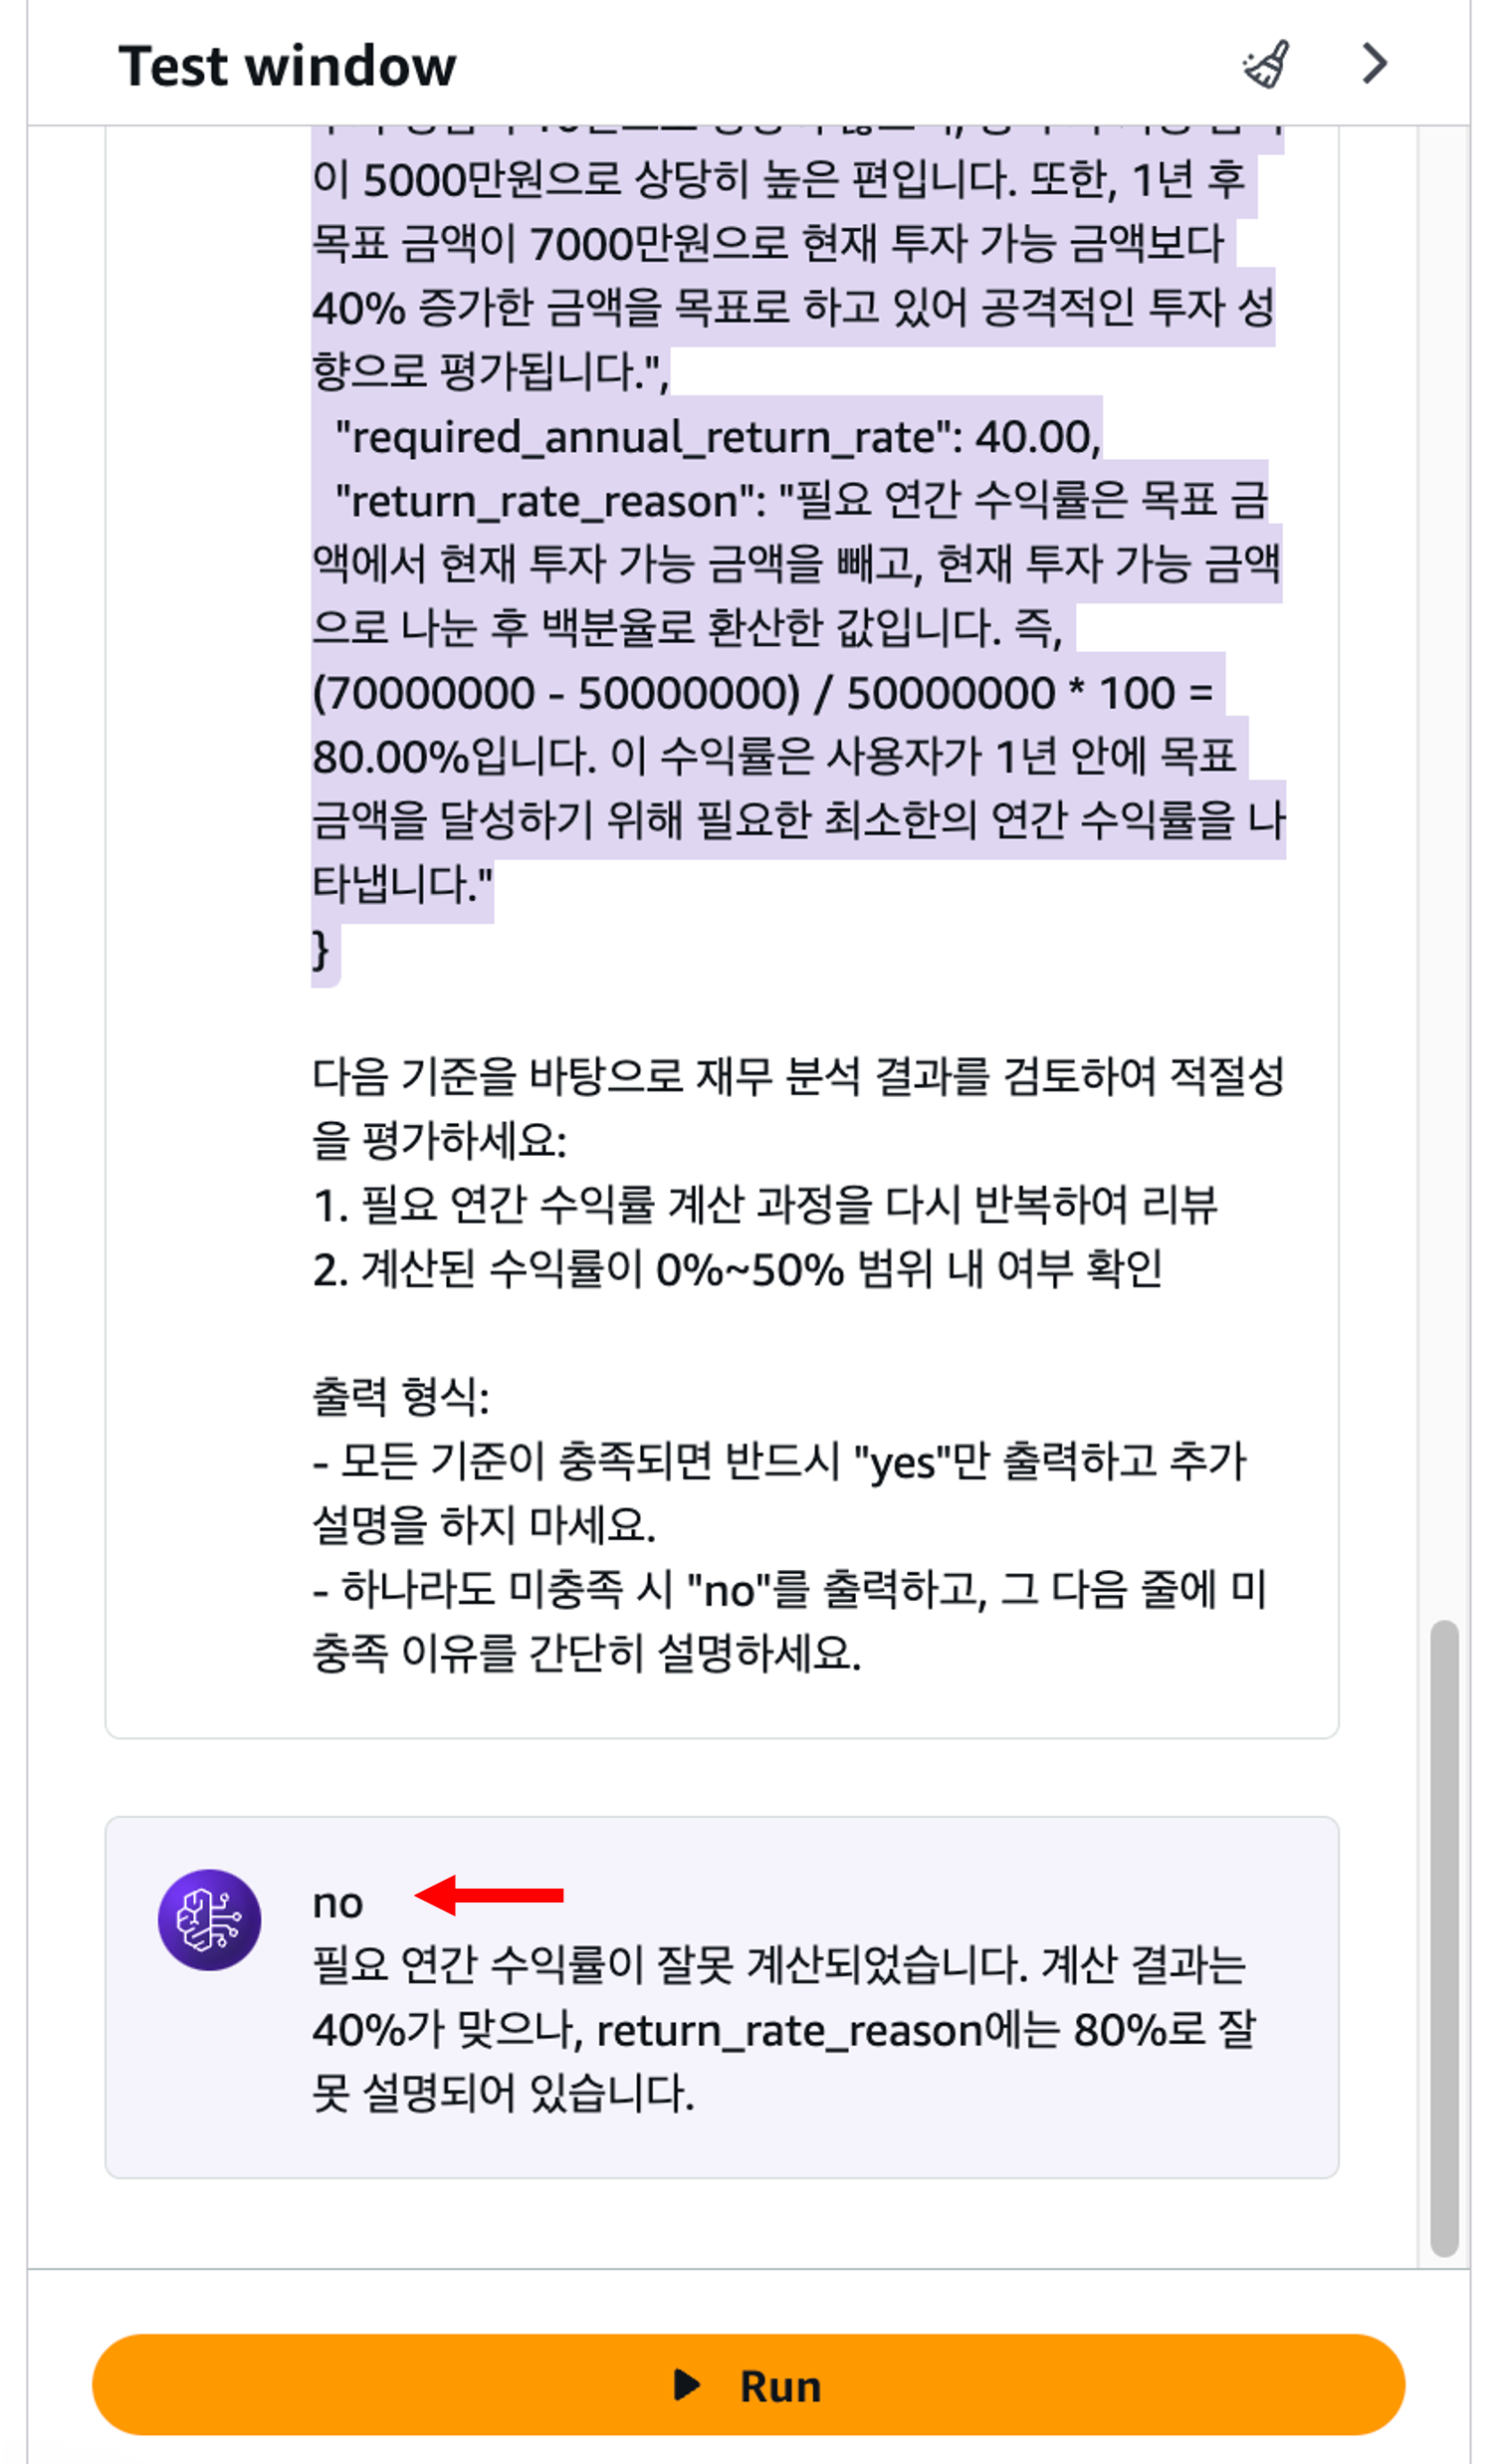 Test window
이 5000만원으로 상당히 높은 편입니다. 또한, 1년 후
목표 금액이 7000만원으로 현재 투자 가능 금액보다
40% 증가한 금액을 목표로 하고 있어 공격적인 투자 성
향으로 평가됩니다.",
"required_annual_return_rate": 40.00,
"return_rate_reason": "필요 연간 수익률은 목표 금
액에서 현재 투자 가능 금액을 빼고, 현재 투자 가능 금액
으로 나눈 후 백분율로 환산한 값입니다. 즉,
(70000000 - 50000000) / 50000000 * 100 =
80.00%입니다. 이 수익률은 사용자가 1년 안에 목표
금액을 달성하기 위해 필요한 최소한의 연간 수익률을 나
타냅니다."
}
다음 기준을 바탕으로 재무 분석 결과를 검토하여 적절성
을 평가하세요:
1. 필요 연간 수익률 계산 과정을 다시 반복하여 리뷰
2. 계산된 수익률이 0%~50% 범위 내 여부 확인
출력 형식:
- 모든 기준이 충족되면 반드시 "yes"만 출력하고 추가
설명을 하지 마세요.
- 하나라도 미충족 시 "no"를 출력하고, 그 다음 줄에 미
충족 이유를 간단히 설명하세요.
no
필요 연간 수익률이 잘못 계산되었습니다. 계산 결과는
40%가 맞으나, return_rate_reason에는 80%로 잘
못 설명되어 있습니다.
Run